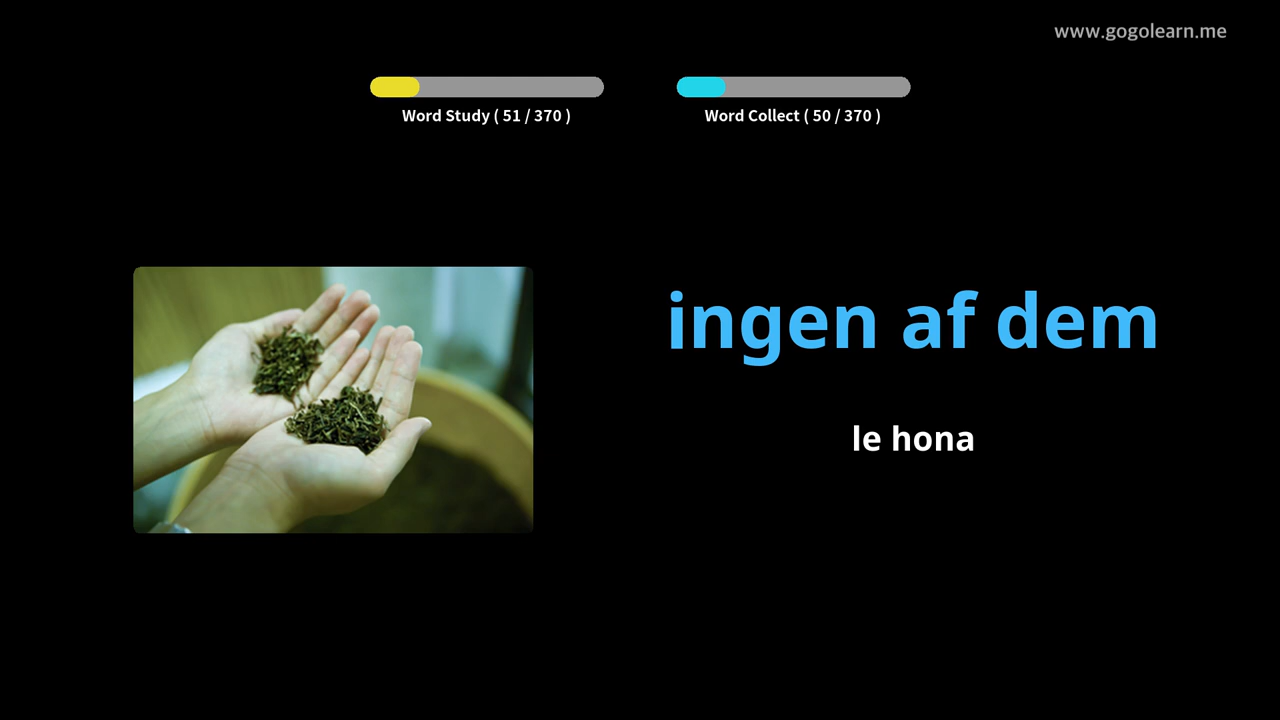 www.gogolearn.me
Word Study ( 51 / 370 )
Word Collect ( 50 / 370 )
ingen af dem
le hona